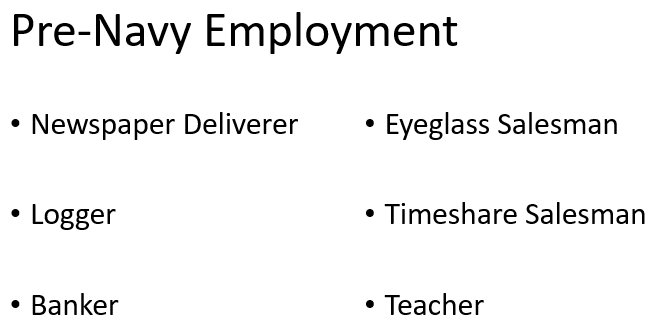 Pre-Navy Employment
• Newspaper Deliverer
• Logger
• Banker
• Eyeglass Salesman
• Timeshare Salesman
• Teacher